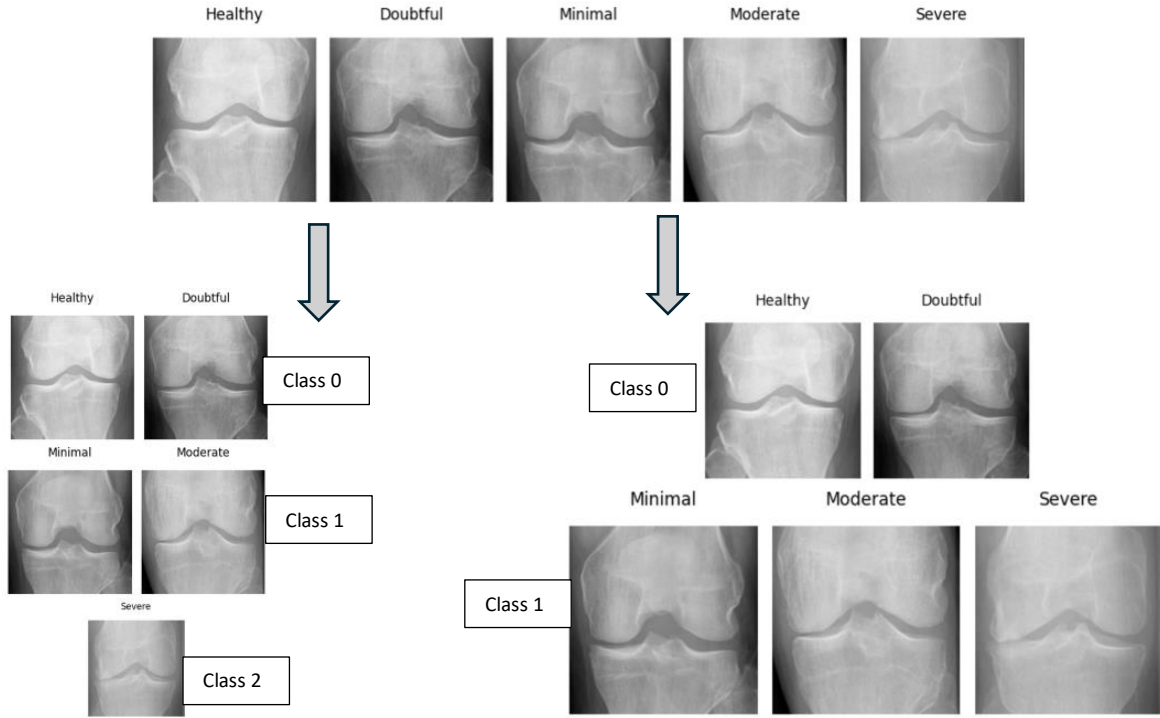 Healthy Doubtful Minimal Moderate Severe
Healthy Doubtful
Class 0
Minimal Moderate
Class 1
Severe
Class 2
Healthy Doubtful
Class 0
Minimal Moderate Severe
Class 1